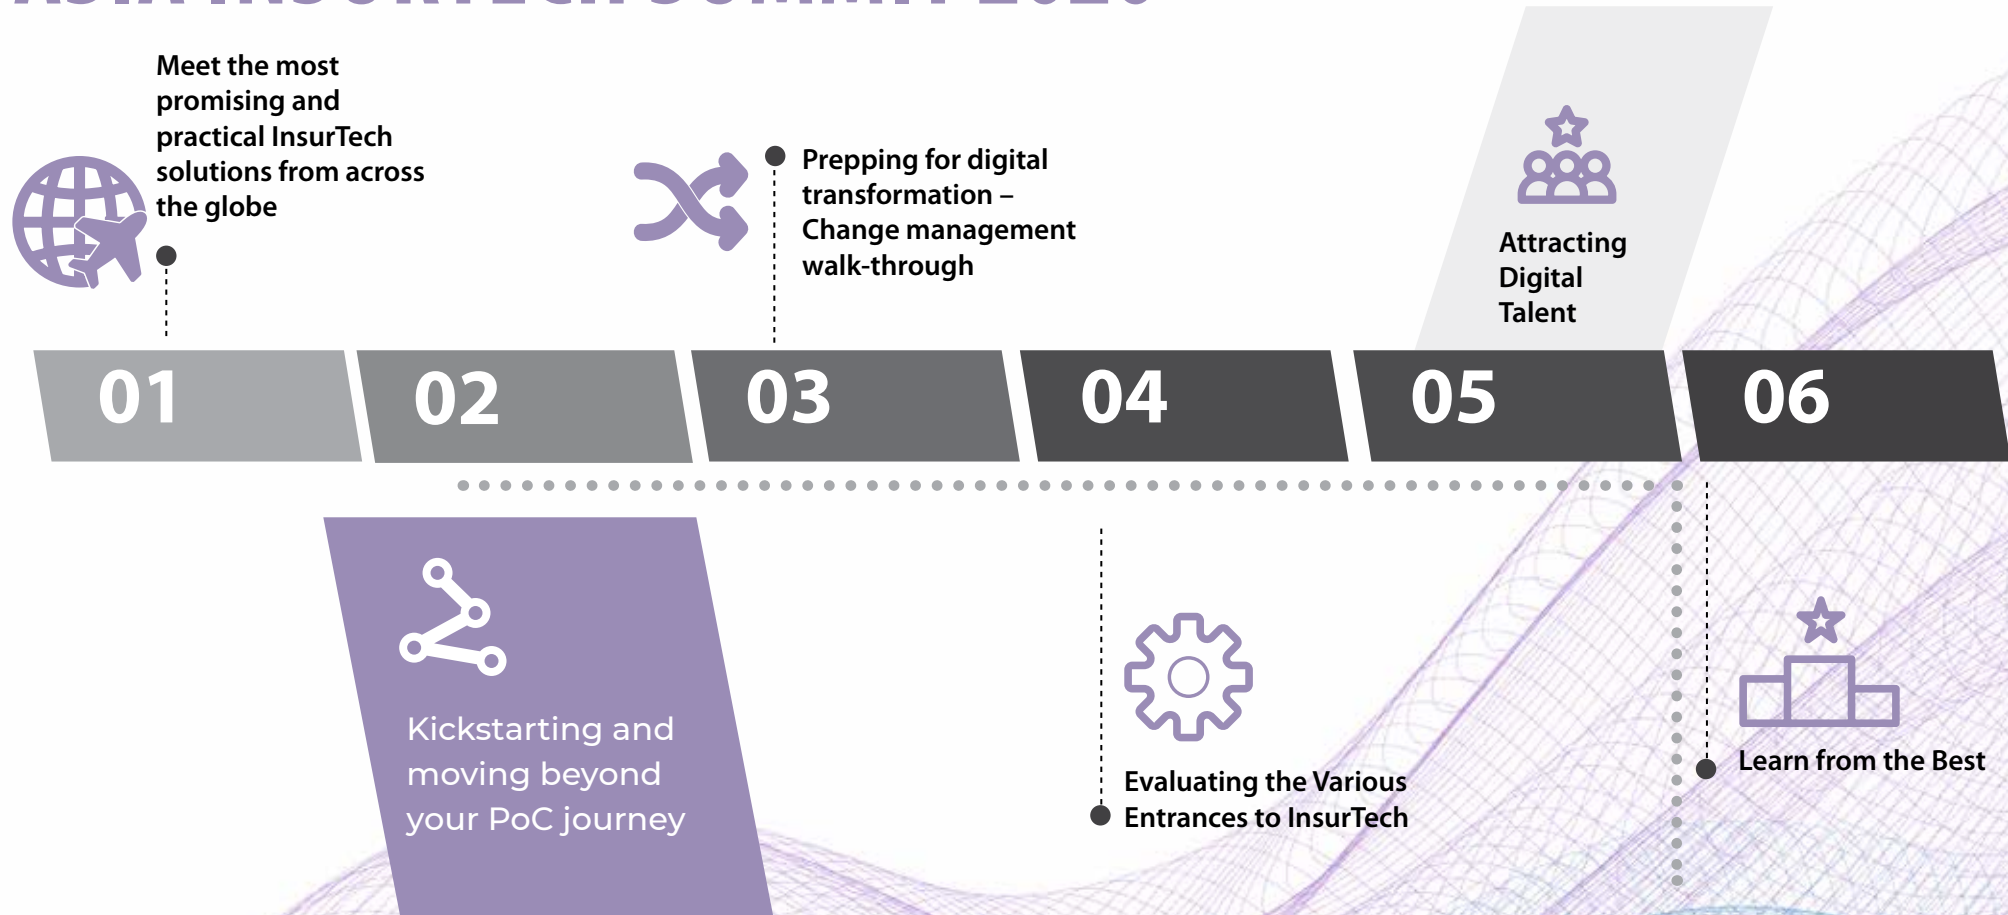 Meet the most
promising and
practical InsurTech
solutions from across
the globe
Prepping for digital
transformation –
Change management
walk-through
Attracting
Digital
Talent
01
02
03
04
05
06
Kickstarting and
moving beyond
your PoC journey
Evaluating the Various
Entrances to InsurTech
Learn from the Best